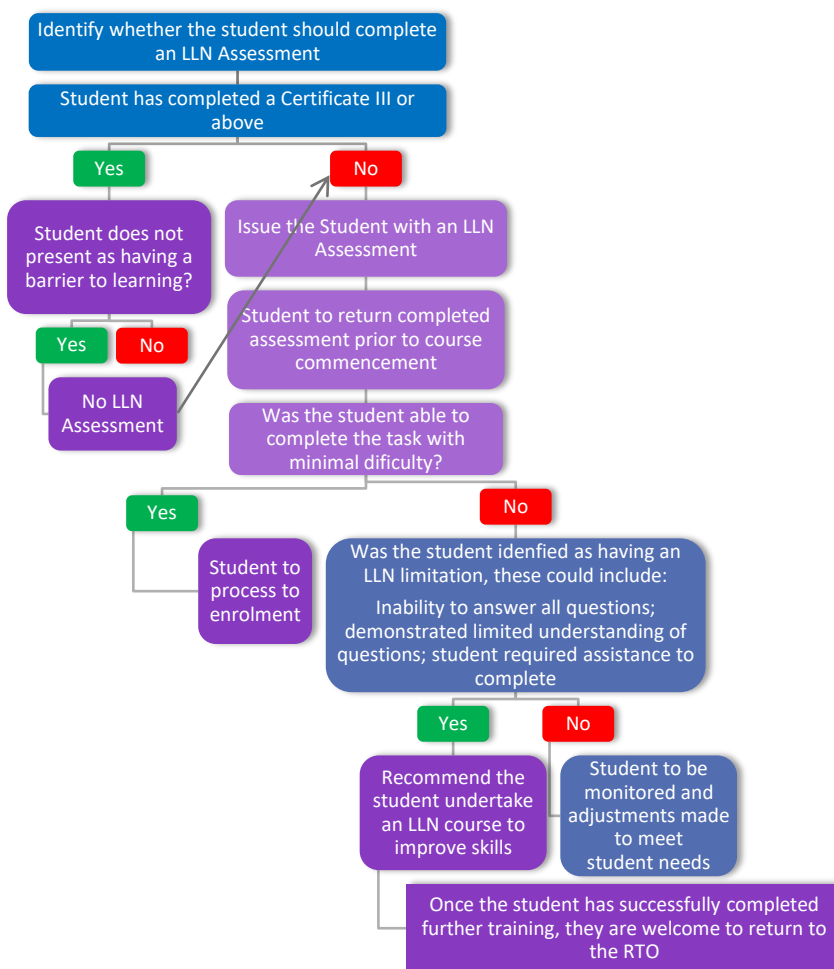 Identify whether the student should complete
an LLN Assessment
Student has completed a Certificate III or
above
Yes
No
Student does not
present as having a
barrier to learning?
Issue the Student with an LLN
Assessment
Student to return completed
assessment prior to course
commencement
Yes
No
No LLN
Assessment
Was the student able to
complete the task with
minimal dificulty?
Yes
No
Student to
process to
enrolment
Was the student idenfied as having an
LLN limitation, these could include:
Inability to answer all questions;
demonstrated limited understanding of
questions; student required assistance to
complete
Yes
No
Recommend the
student undertake
an LLN course to
improve skills
Student to be
monitored and
adjustments made
to meet
student needs
Once the student has successfully completed
further training, they are welcome to return to
the RTO